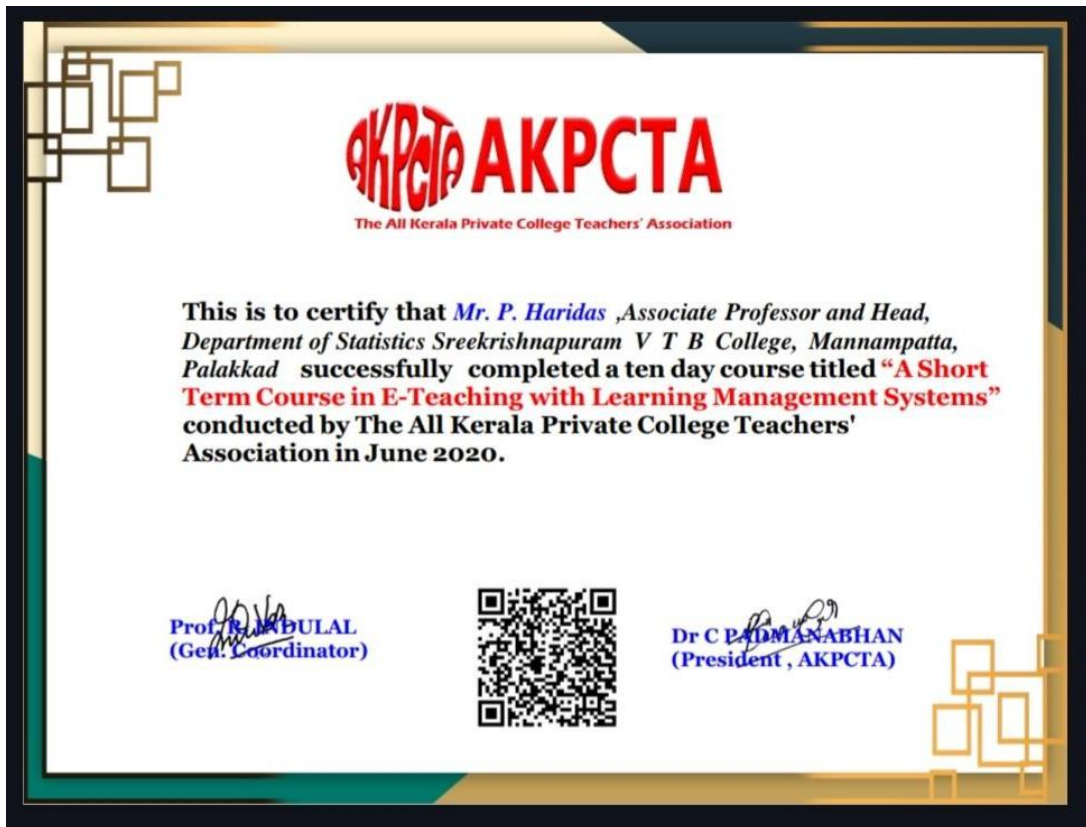 AKPCTA AKPCTA
The All Kerala Private College Teachers' Association
This is to certify that Mr. P. Haridas ,Associate Professor and Head,
Department of Statistics Sreekrishnapuram V T B College, Mannampatta,
Palakkad successfully completed a ten day course titled “A Short
Term Course in E-Teaching with Learning Management Systems”
conducted by The All Kerala Private College Teachers'
Association in June 2020.
Prof. R. INDULAL
(Gen. Coordinator)
Dr C PADMANABHAN
(President , AKPCTA)